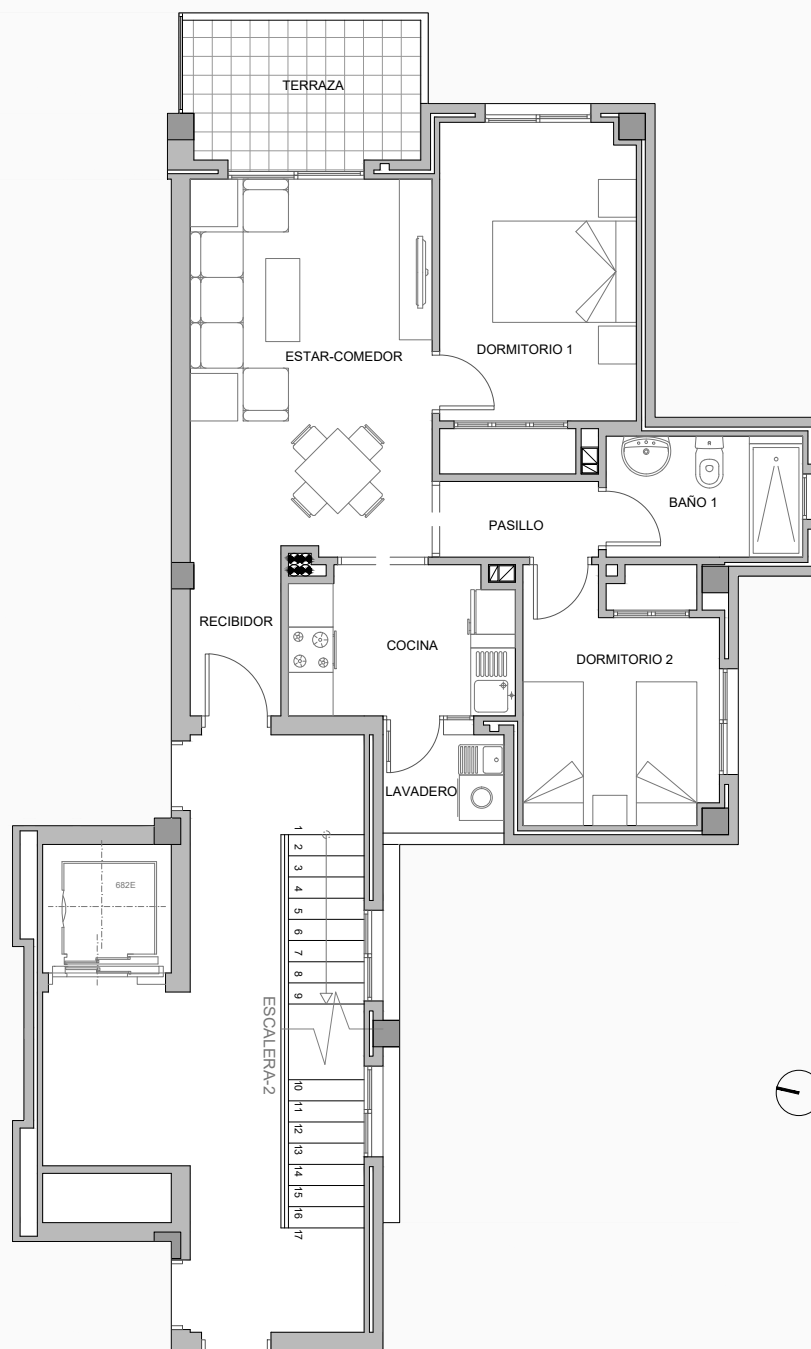 TERRAZA
DORMITORIO 1
ESTAR-COMEDOR
BAÑO 1
PASILLO
RECIBIDOR
COCINA
DORMITORIO 2
LAVADERO
682E
1
2
3
4
5
6
7
8
9
ESCALERA-2
10
11
12
13
14
15
16
17